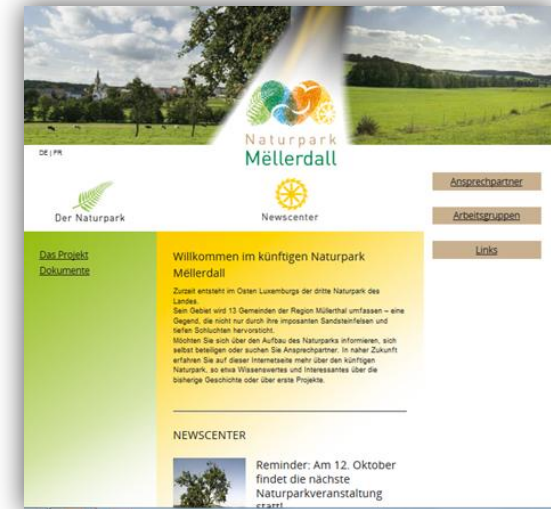 Naturpark
Mëllerdall
DE | FR
Der Naturpark
Newscenter
Ansprechpartner
Arbeitsgruppen
Links
Das Projekt
Dokumente
Willkommen im künftigen Naturpark
Mëllerdall
Zurzeit entsteht im Osten Luxemburgs der dritte Naturpark des
Landes.
Sein Gebiet wird 13 Gemeinden der Region Müllerthal umfassen – eine
Gegend, die nicht nur durch ihre imposanten Sandsteinfelsen und
tiefen Schluchten hervorsticht.
Möchten Sie sich über den Aufbau des Naturparks informieren, sich
selbst beteiligen oder suchen Sie Ansprechpartner. In naher Zukunft
erfahren Sie auf dieser Internetseite mehr über den künftigen
Naturpark, so etwa Wissenswertes und Interessantes über die
bisherige Geschichte oder über erste Projekte.
NEWSCENTER
Reminder: Am 12. Oktober
findet die nächste
Naturparkveranstaltung
statt!